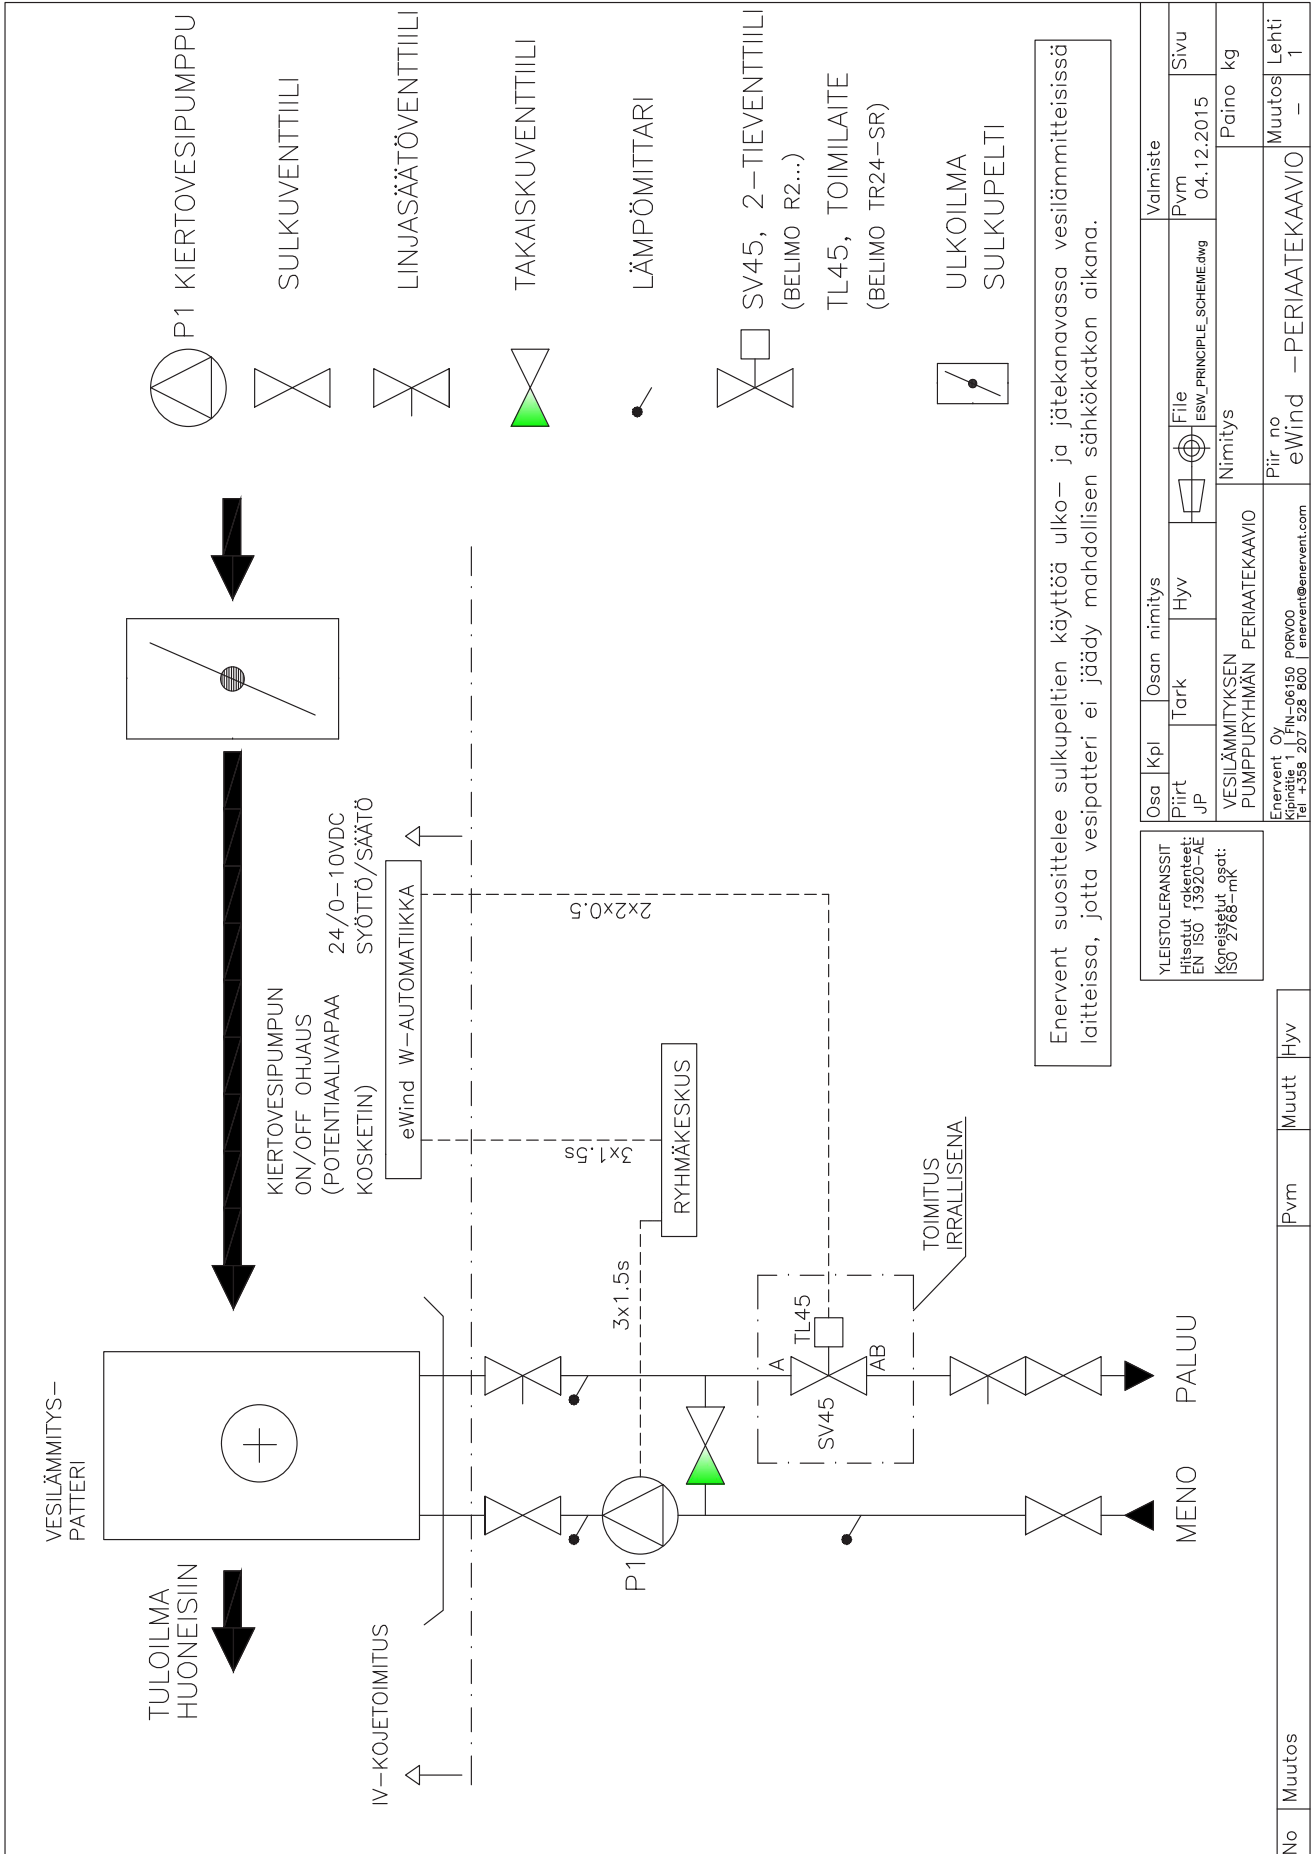 VESILÄMMITYS–
PATTERI
TULOILMA
HUONEISIIN
IV–KOJETOIMITUS
KIERTOVESIPUMPUN
ON/OFF OHJAUS
(POTENTIAALIVAPAA
KOSKETIN)
24/0–10VDC
SYÖTTÖ/SÄÄTÖ
eWind W–AUTOMATIIKKA
3x1.5s
2x2x0.5
RYHMÄKESKUS
3x1.5s
P1
TL45
A
AB
SV45
TOIMITUS
IRRALLISENA
MENO
PALUU
P1 KIERTOVESIPUMPPU
SULKUVENTTIILI
LINJASÄÄTÖVENTTIILI
TAKAISKUVENTTIILI
LÄMPÖMITTARI
SV45, 2–TIEVENTTIILI
(BELIMO R2...)
TL45, TOIMILAITE
(BELIMO TR24–SR)
ULKOILMA
SULKUPELTI
Enervent suosittelee sulkupeltien käyttöä ulko– ja jätekanavassa vesilämmitteisissä
laitteissa, jotta vesipatteri ei jäädy mahdollisen sähkökatkon aikana.
YLEISTOLERANSSIT
Hitsatut rakenteet:
EN ISO 13920–AE
Koneistetut osat:
ISO 2768–mK
Osa Kpl Osan nimitys Valmiste
Piirt Tark Hyv File Pvm Sivu
JP ESW_PRINCIPLE_SCHEME.dwg 04.12.2015
VESILÄMMITYKSEN
PUMPPURYHMÄN PERIAATEKAAVIO
Nimitys Paino kg
Enervent Oy
Kipinätie 1 | FIN–06150 PORVOO
Tel +358 207 528 800 | enervent@enervent.com
Piir no Muutos Lehti
eWind –PERIAATEKAAVIO – 1
No Muutos Pvm Muutt Hyv